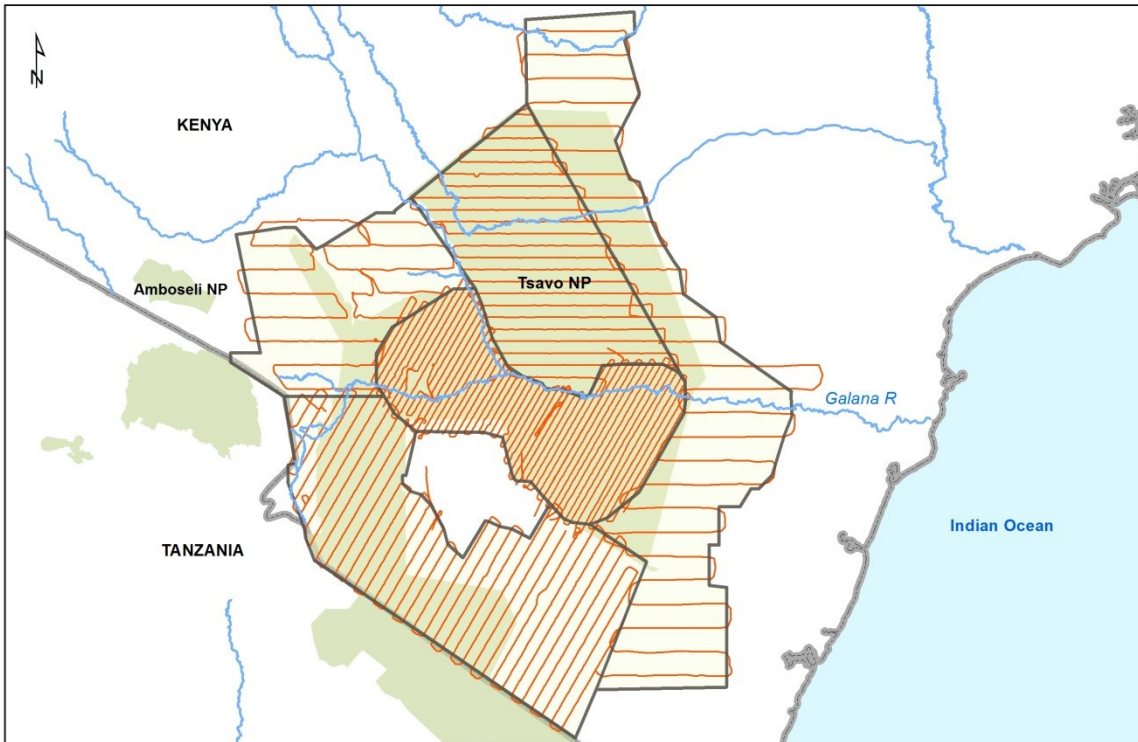 N
KENYA
Amboseli NP
Tsavo NP
Galana R
TANZANIA
Indian Ocean